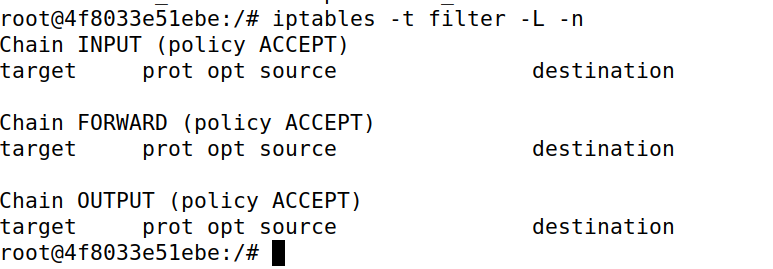 root@4f8033e51ebe:/# iptables -t filter -L -n
Chain INPUT (policy ACCEPT)
target     prot opt source               destination

Chain FORWARD (policy ACCEPT)
target     prot opt source               destination

Chain OUTPUT (policy ACCEPT)
target     prot opt source               destination
root@4f8033e51ebe:/#